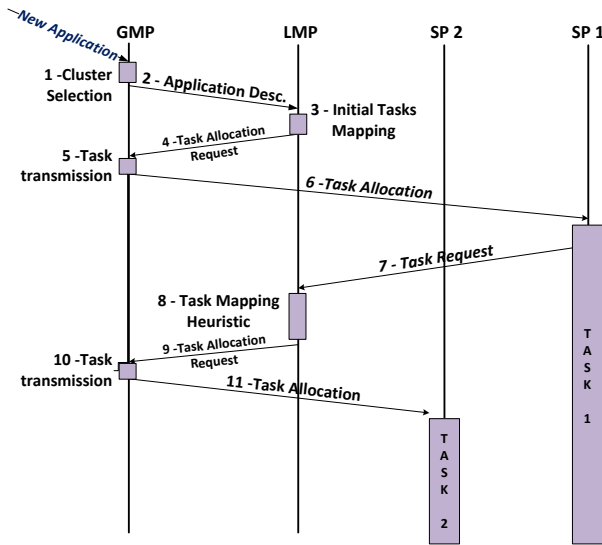 GMP
LMP
SP 2
SP 1
New Application
1 -Cluster
Selection
2 - Application Desc.
3 - Initial Tasks
Mapping
4 -Task Allocation
Request
5 -Task
transmission
6 -Task Allocation
7 - Task Request
8 - Task Mapping
Heuristic
9 -Task Allocation
Request
10 -Task
transmission
11 -Task Allocation
T
A
S
K
1
T
A
S
K
2